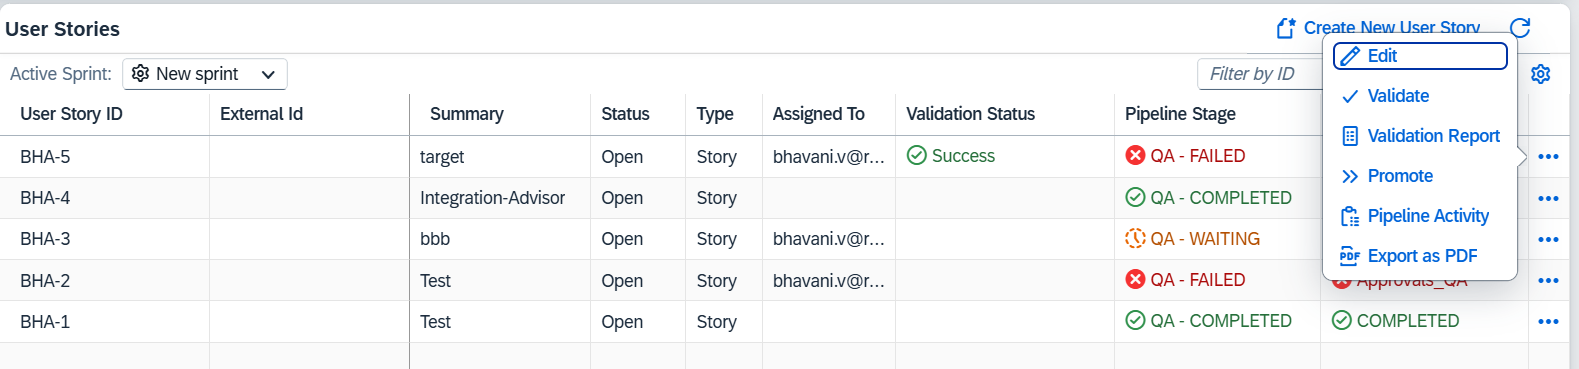 User Stories
Create New User Story
Active Sprint: New sprint
Filter by ID
Edit
Validate
Validation Report
Promote
Pipeline Activity
Export as PDF
User Story ID External Id Summary Status Type Assigned To Validation Status Pipeline Stage
BHA-5 target Open Story bhavani.v@r... Success QA - FAILED
BHA-4 Integration-Advisor Open Story QA - COMPLETED
BHA-3 bbb Open Story bhavani.v@r... QA - WAITING
BHA-2 Test Open Story bhavani.v@r... QA - FAILED Approvals_QA
BHA-1 Test Open Story QA - COMPLETED COMPLETED